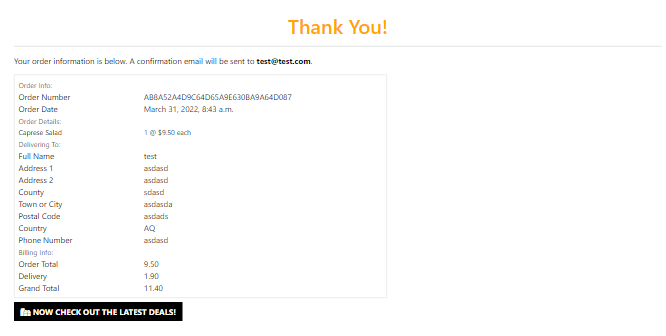 Thank You!
Your order information is below. A confirmation email will be sent to test@test.com.
Order Info:
Order Number AB8A52A4D9C64D65A9E630BA9A64D087
Order Date March 31, 2022, 8:43 a.m.
Order Details:
Caprese Salad 1 @ $9.50 each
Delivering To:
Full Name test
Address 1 asdasd
Address 2 asdasd
County sdasd
Town or City asdasda
Postal Code asdads
Country AQ
Phone Number asdasd
Billing Info:
Order Total 9.50
Delivery 1.90
Grand Total 11.40
NOW CHECK OUT THE LATEST DEALS!